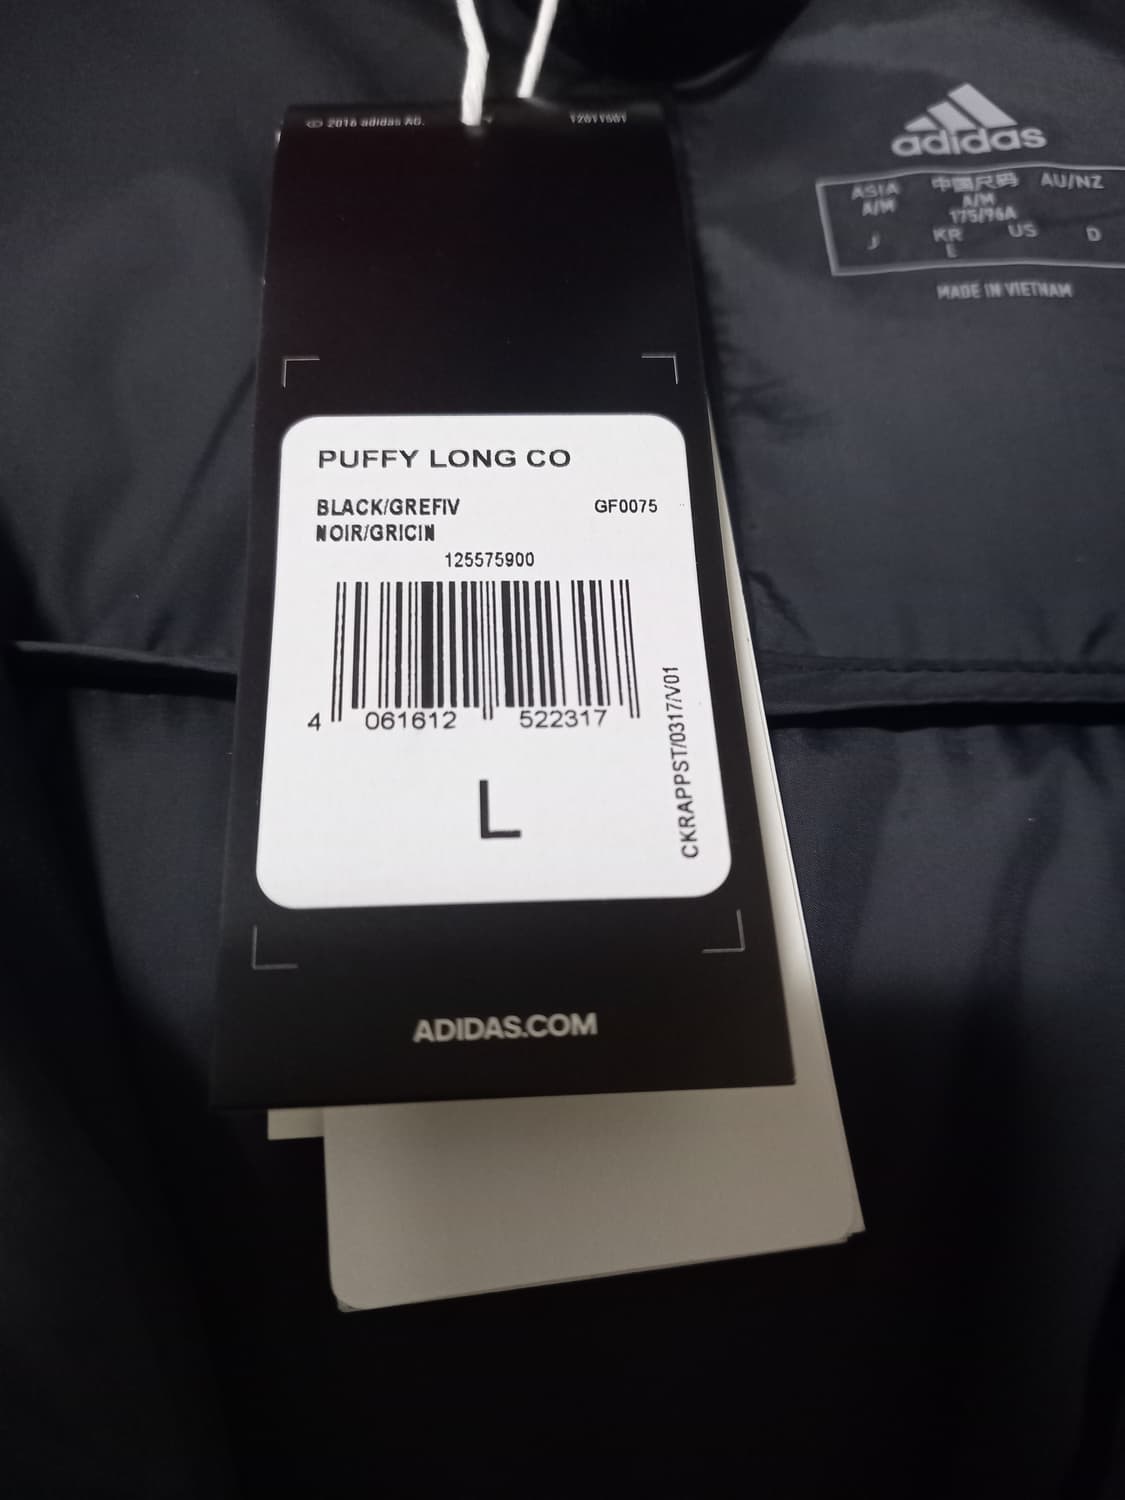 © 2016 adidas AG.
12011501
adidas
ASIA 中国尺码 AU/NZ
A/M A/M
175/96A
J KR US D
L
MADE IN VIETNAM
PUFFY LONG CO
BLACK/GREFIV GF0075
NOIR/GRICIN
125575900
4 061612 522317
CKRAPPST/0317/V01
L
ADIDAS.COM